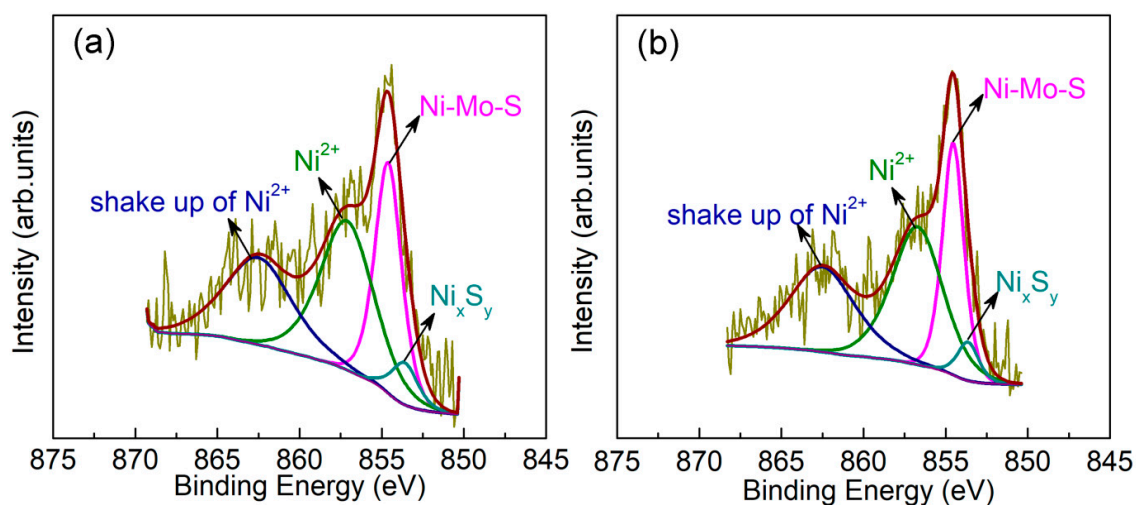 (a)
Ni-Mo-S
Ni²⁺
shake up of Ni²⁺
NiₓSᵧ
Intensity (arb.units)
875 870 865 860 855 850 845
Binding Energy (eV)
(b)
Ni-Mo-S
Ni²⁺
shake up of Ni²⁺
NiₓSᵧ
Intensity (arb.units)
875 870 865 860 855 850 845
Binding Energy (eV)